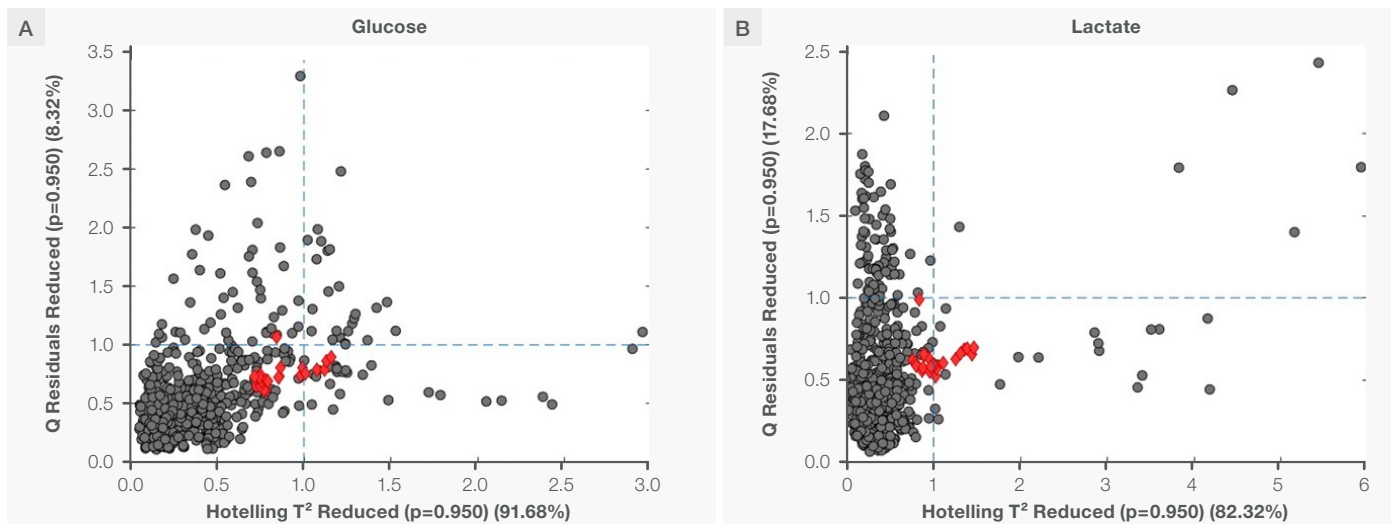 A
Glucose
Q Residuals Reduced (p=0.950) (8.32%)
3.5
3.0
2.5
2.0
1.5
1.0
0.5
0.0
0.0 0.5 1.0 1.5 2.0 2.5 3.0
Hotelling T² Reduced (p=0.950) (91.68%)
B
Lactate
Q Residuals Reduced (p=0.950) (17.68%)
2.5
2.0
1.5
1.0
0.5
0.0
0 1 2 3 4 5 6
Hotelling T² Reduced (p=0.950) (82.32%)